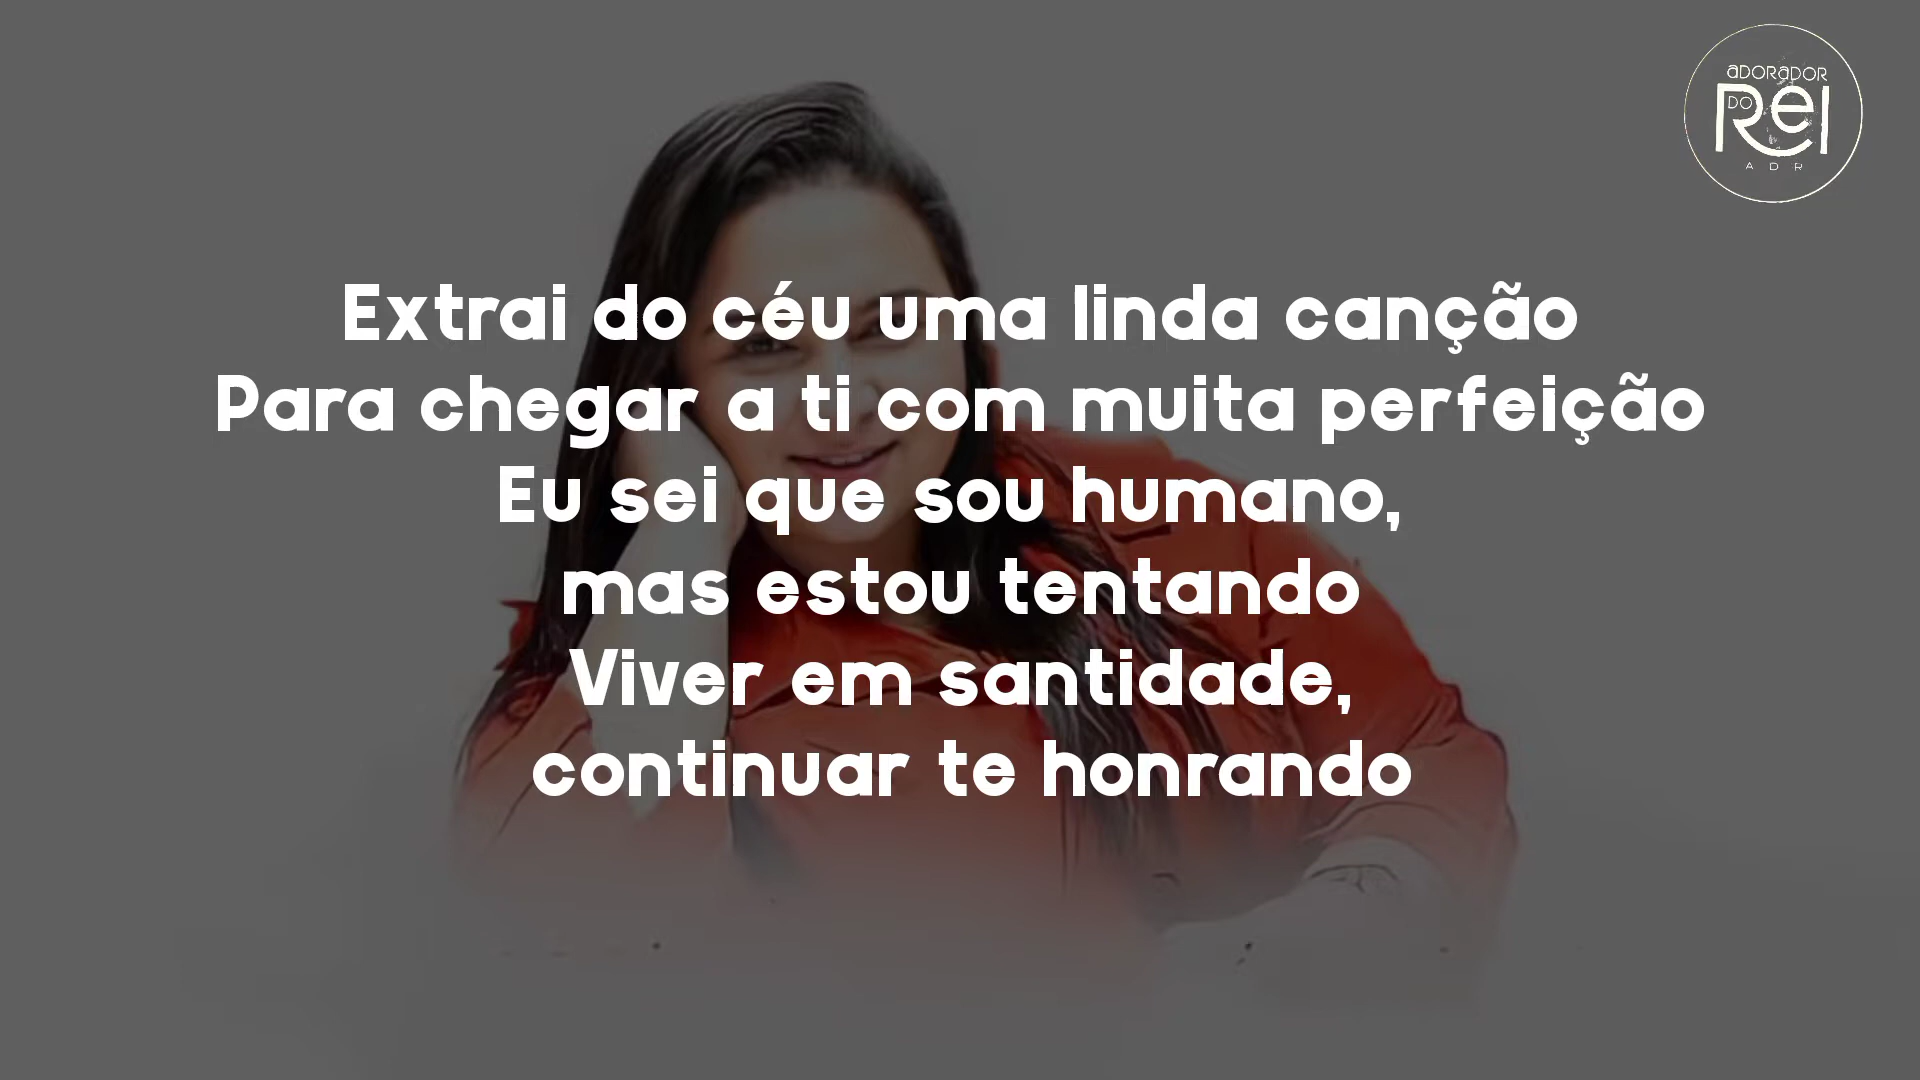 ADORADOR
DO
Rei
ADR
Extrai do céu uma linda canção
Para chegar a ti com muita perfeição
Eu sei que sou humano,
mas estou tentando
Viver em santidade,
continuar te honrando